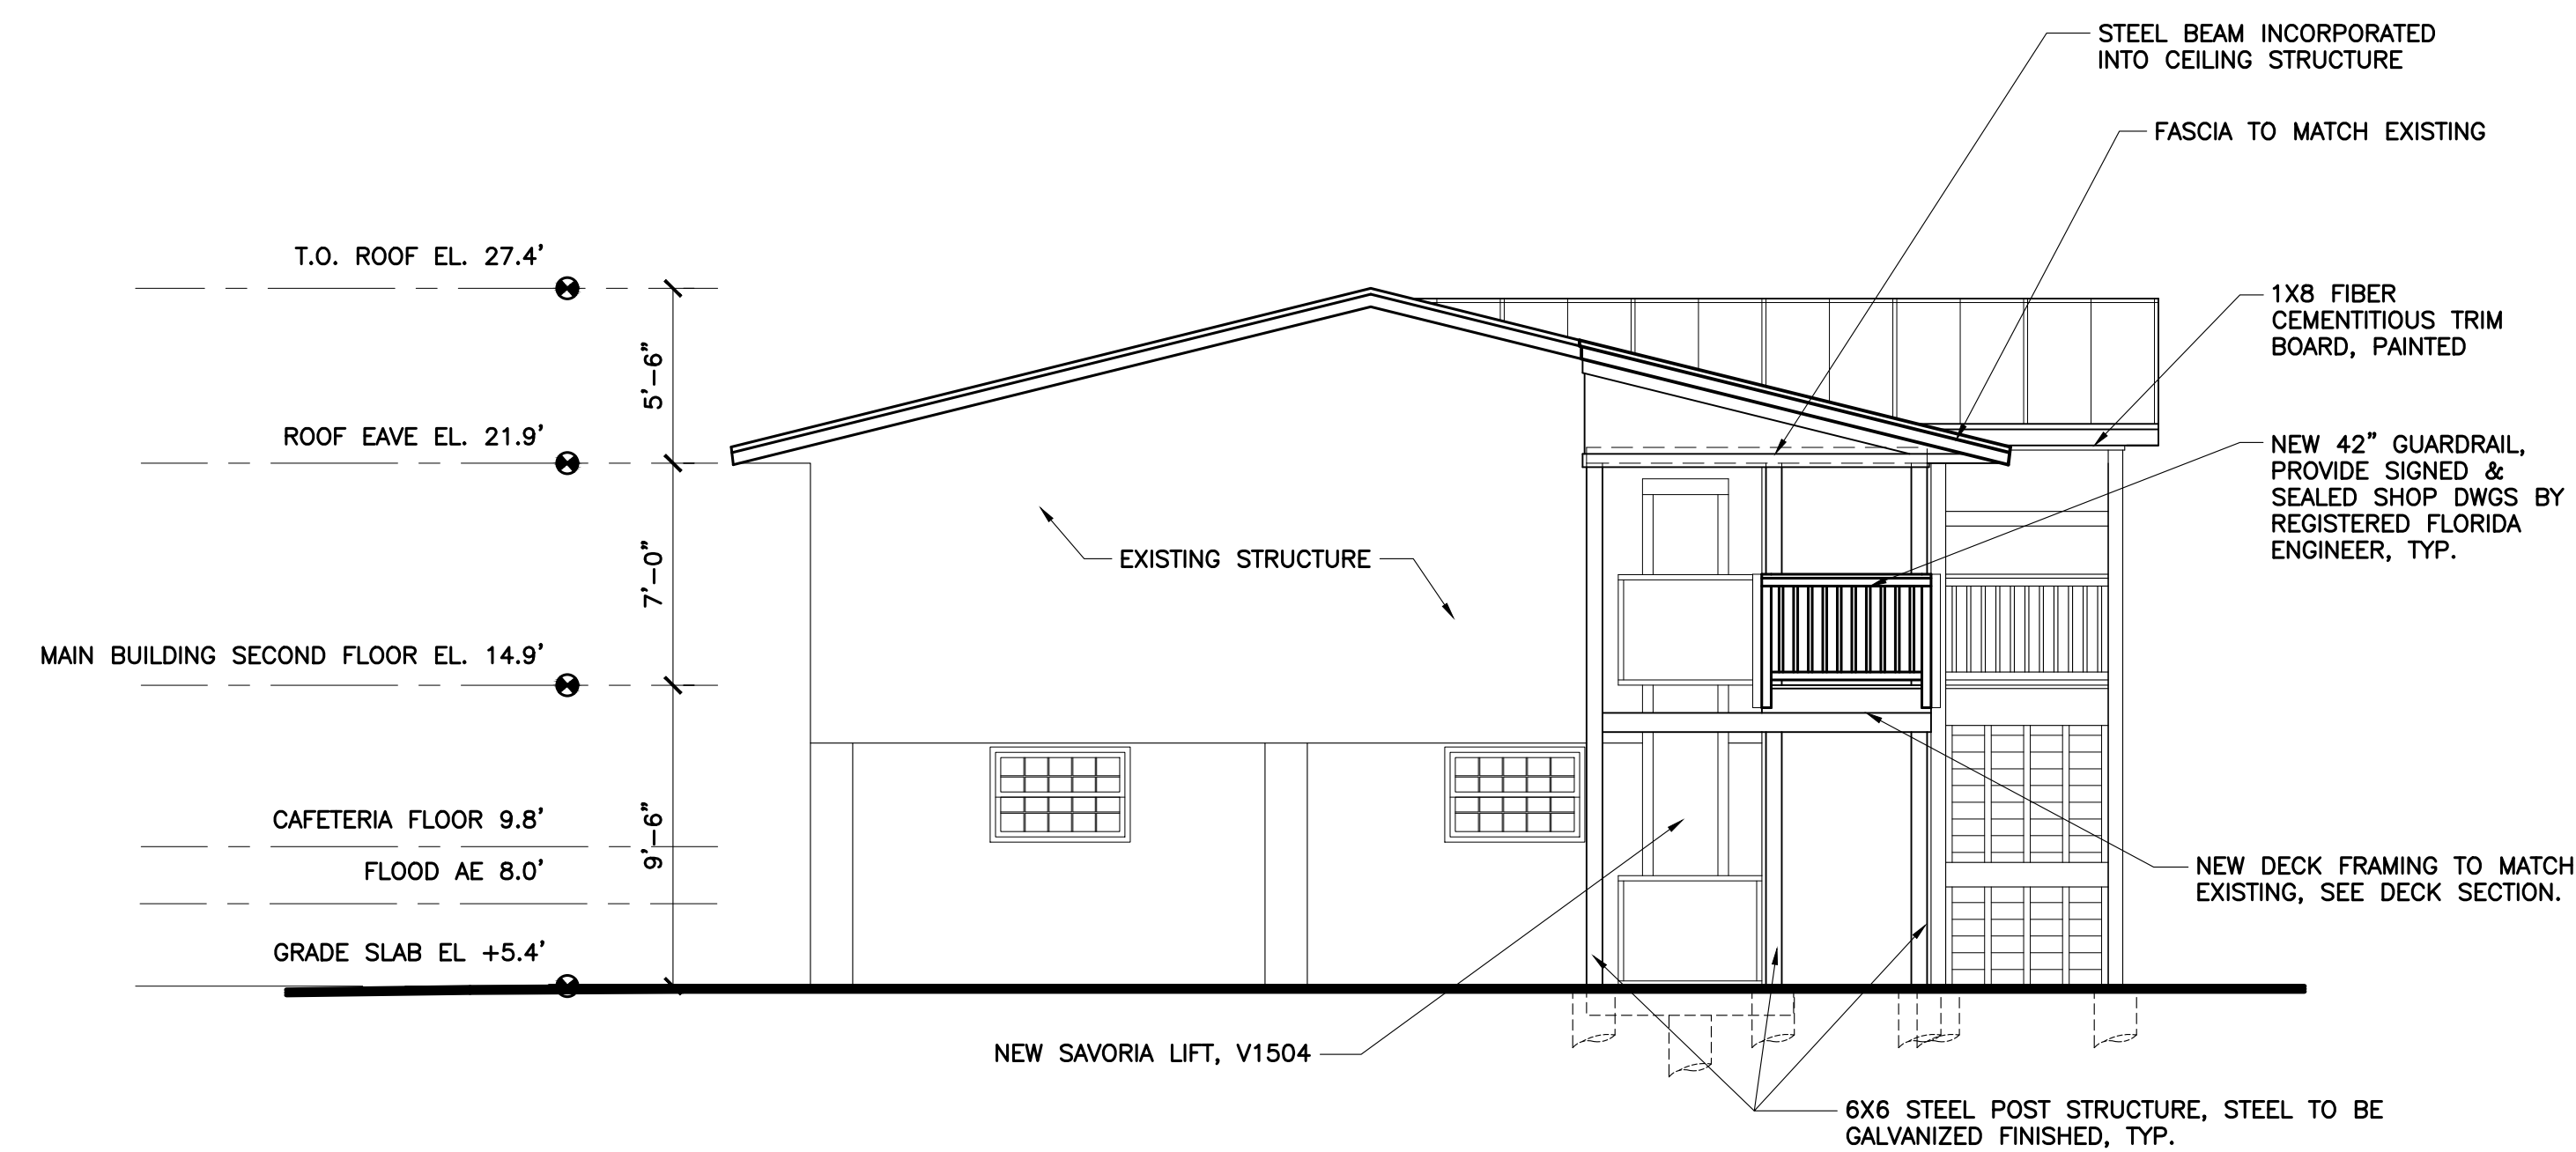 STEEL BEAM INCORPORATED
INTO CEILING STRUCTURE
FASCIA TO MATCH EXISTING
T.O. ROOF EL. 27.4'
1X8 FIBER
CEMENTITIOUS TRIM
BOARD, PAINTED
5'-6"
ROOF EAVE EL. 21.9'
NEW 42" GUARDRAIL,
PROVIDE SIGNED &
SEALED SHOP DWGS BY
REGISTERED FLORIDA
ENGINEER, TYP.
EXISTING STRUCTURE
7'-0"
MAIN BUILDING SECOND FLOOR EL. 14.9'
CAFETERIA FLOOR 9.8'
9'-6"
FLOOD AE 8.0'
NEW DECK FRAMING TO MATCH
EXISTING, SEE DECK SECTION.
GRADE SLAB EL +5.4'
NEW SAVORIA LIFT, V1504
6X6 STEEL POST STRUCTURE, STEEL TO BE
GALVANIZED FINISHED, TYP.